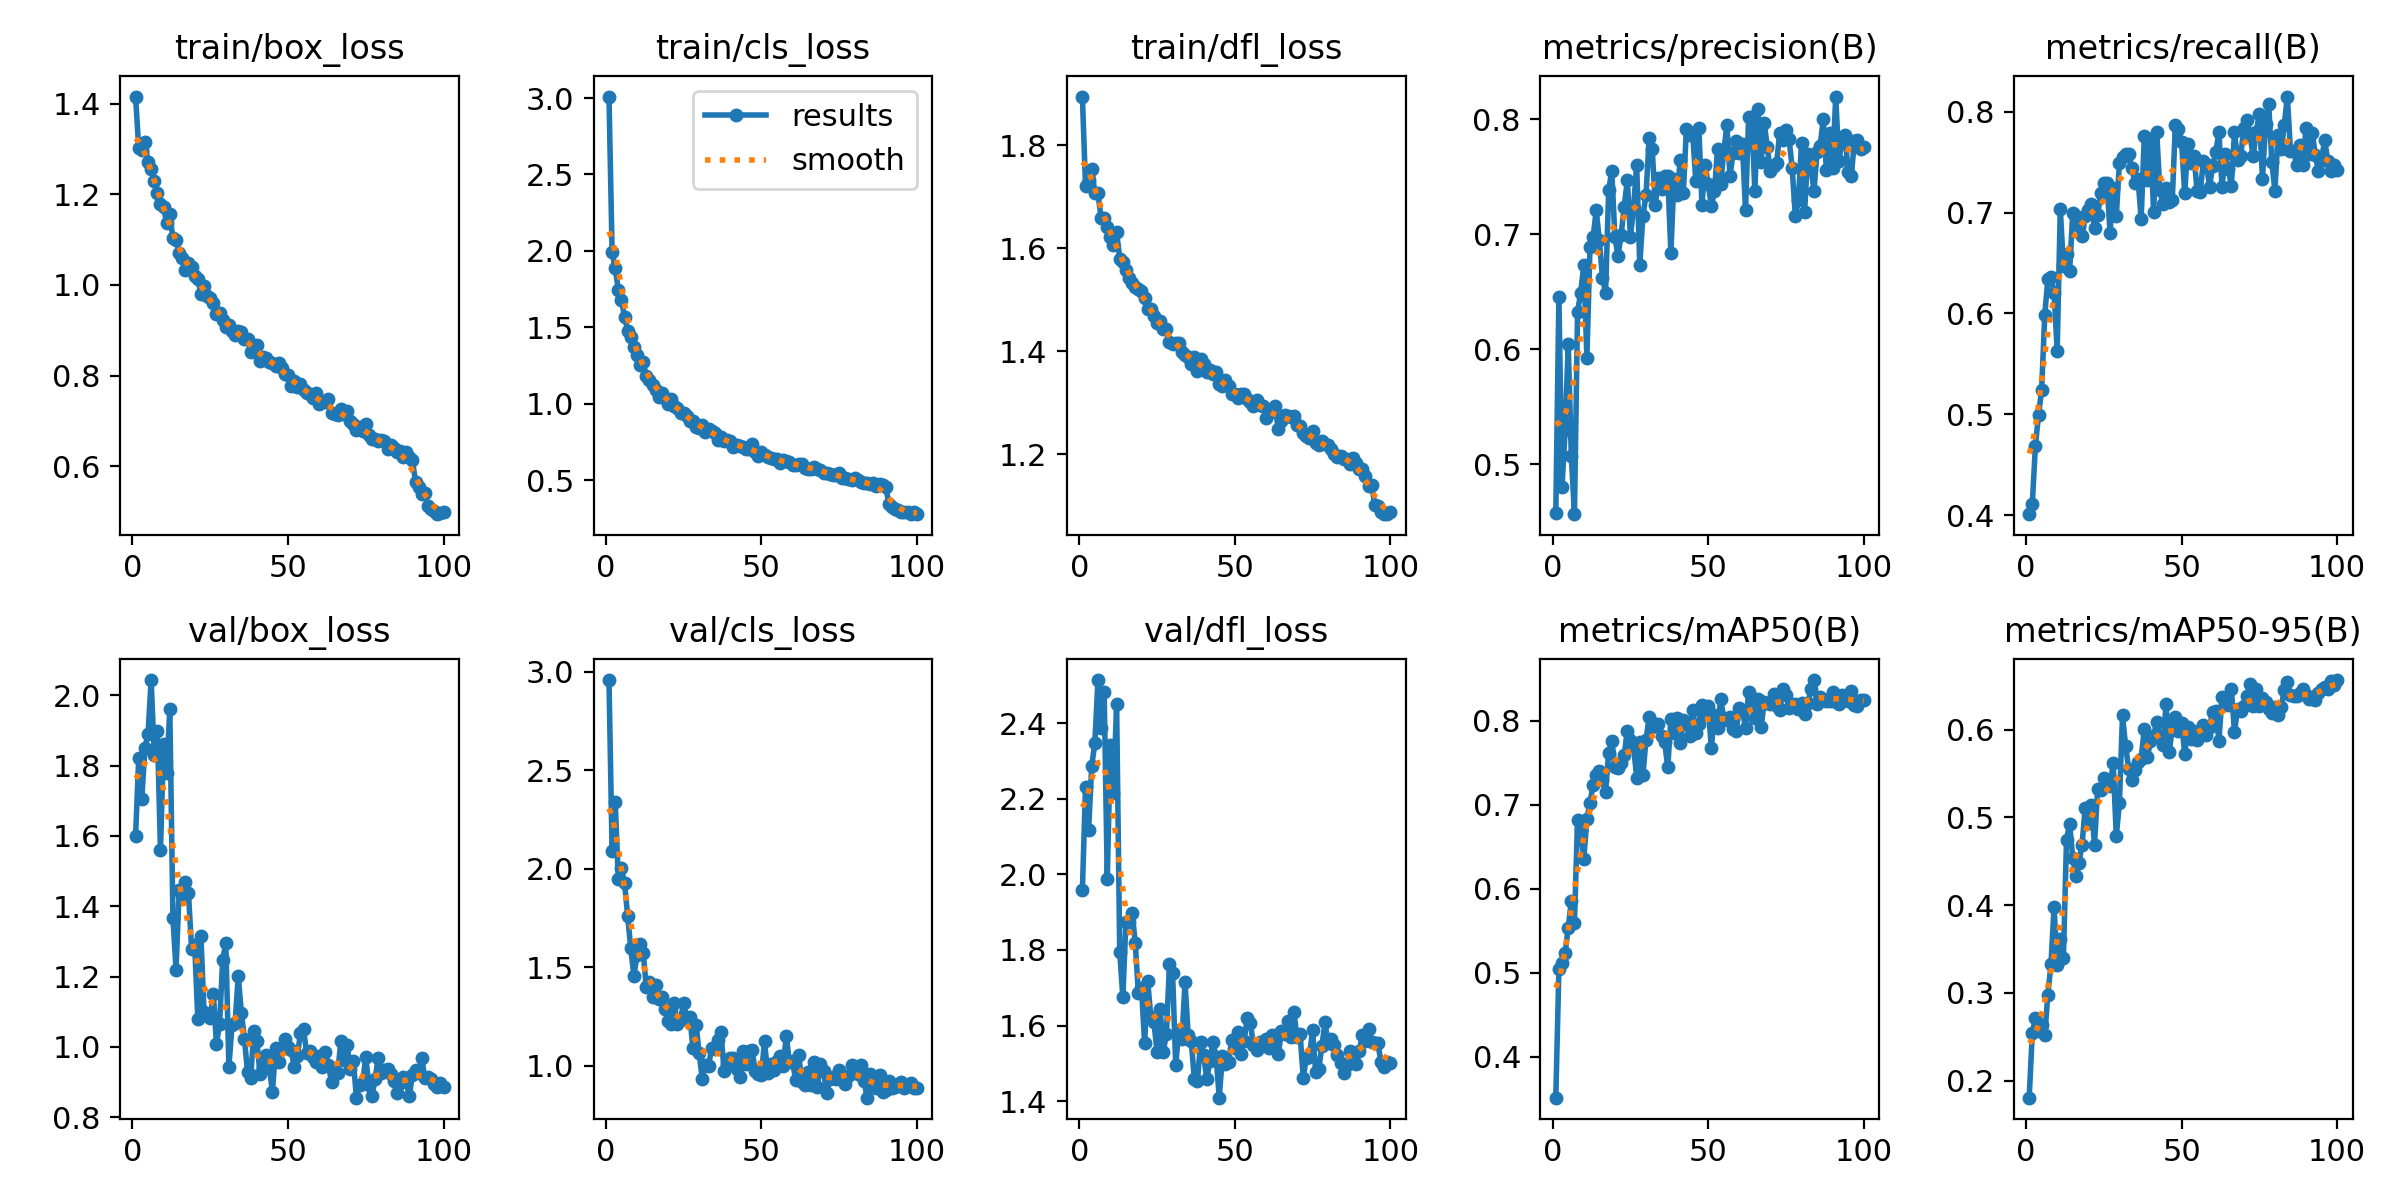 train/box_loss
1.4
1.2
1.0
0.8
0.6
0 50 100
train/cls_loss
3.0
2.5
2.0
1.5
1.0
0.5
results
smooth
0 50 100
train/dfl_loss
1.8
1.6
1.4
1.2
0 50 100
metrics/precision(B)
0.8
0.7
0.6
0.5
0 50 100
metrics/recall(B)
0.8
0.7
0.6
0.5
0.4
0 50 100
val/box_loss
2.0
1.8
1.6
1.4
1.2
1.0
0.8
0 50 100
val/cls_loss
3.0
2.5
2.0
1.5
1.0
0 50 100
val/dfl_loss
2.4
2.2
2.0
1.8
1.6
1.4
0 50 100
metrics/mAP50(B)
0.8
0.7
0.6
0.5
0.4
0 50 100
metrics/mAP50-95(B)
0.6
0.5
0.4
0.3
0.2
0 50 100